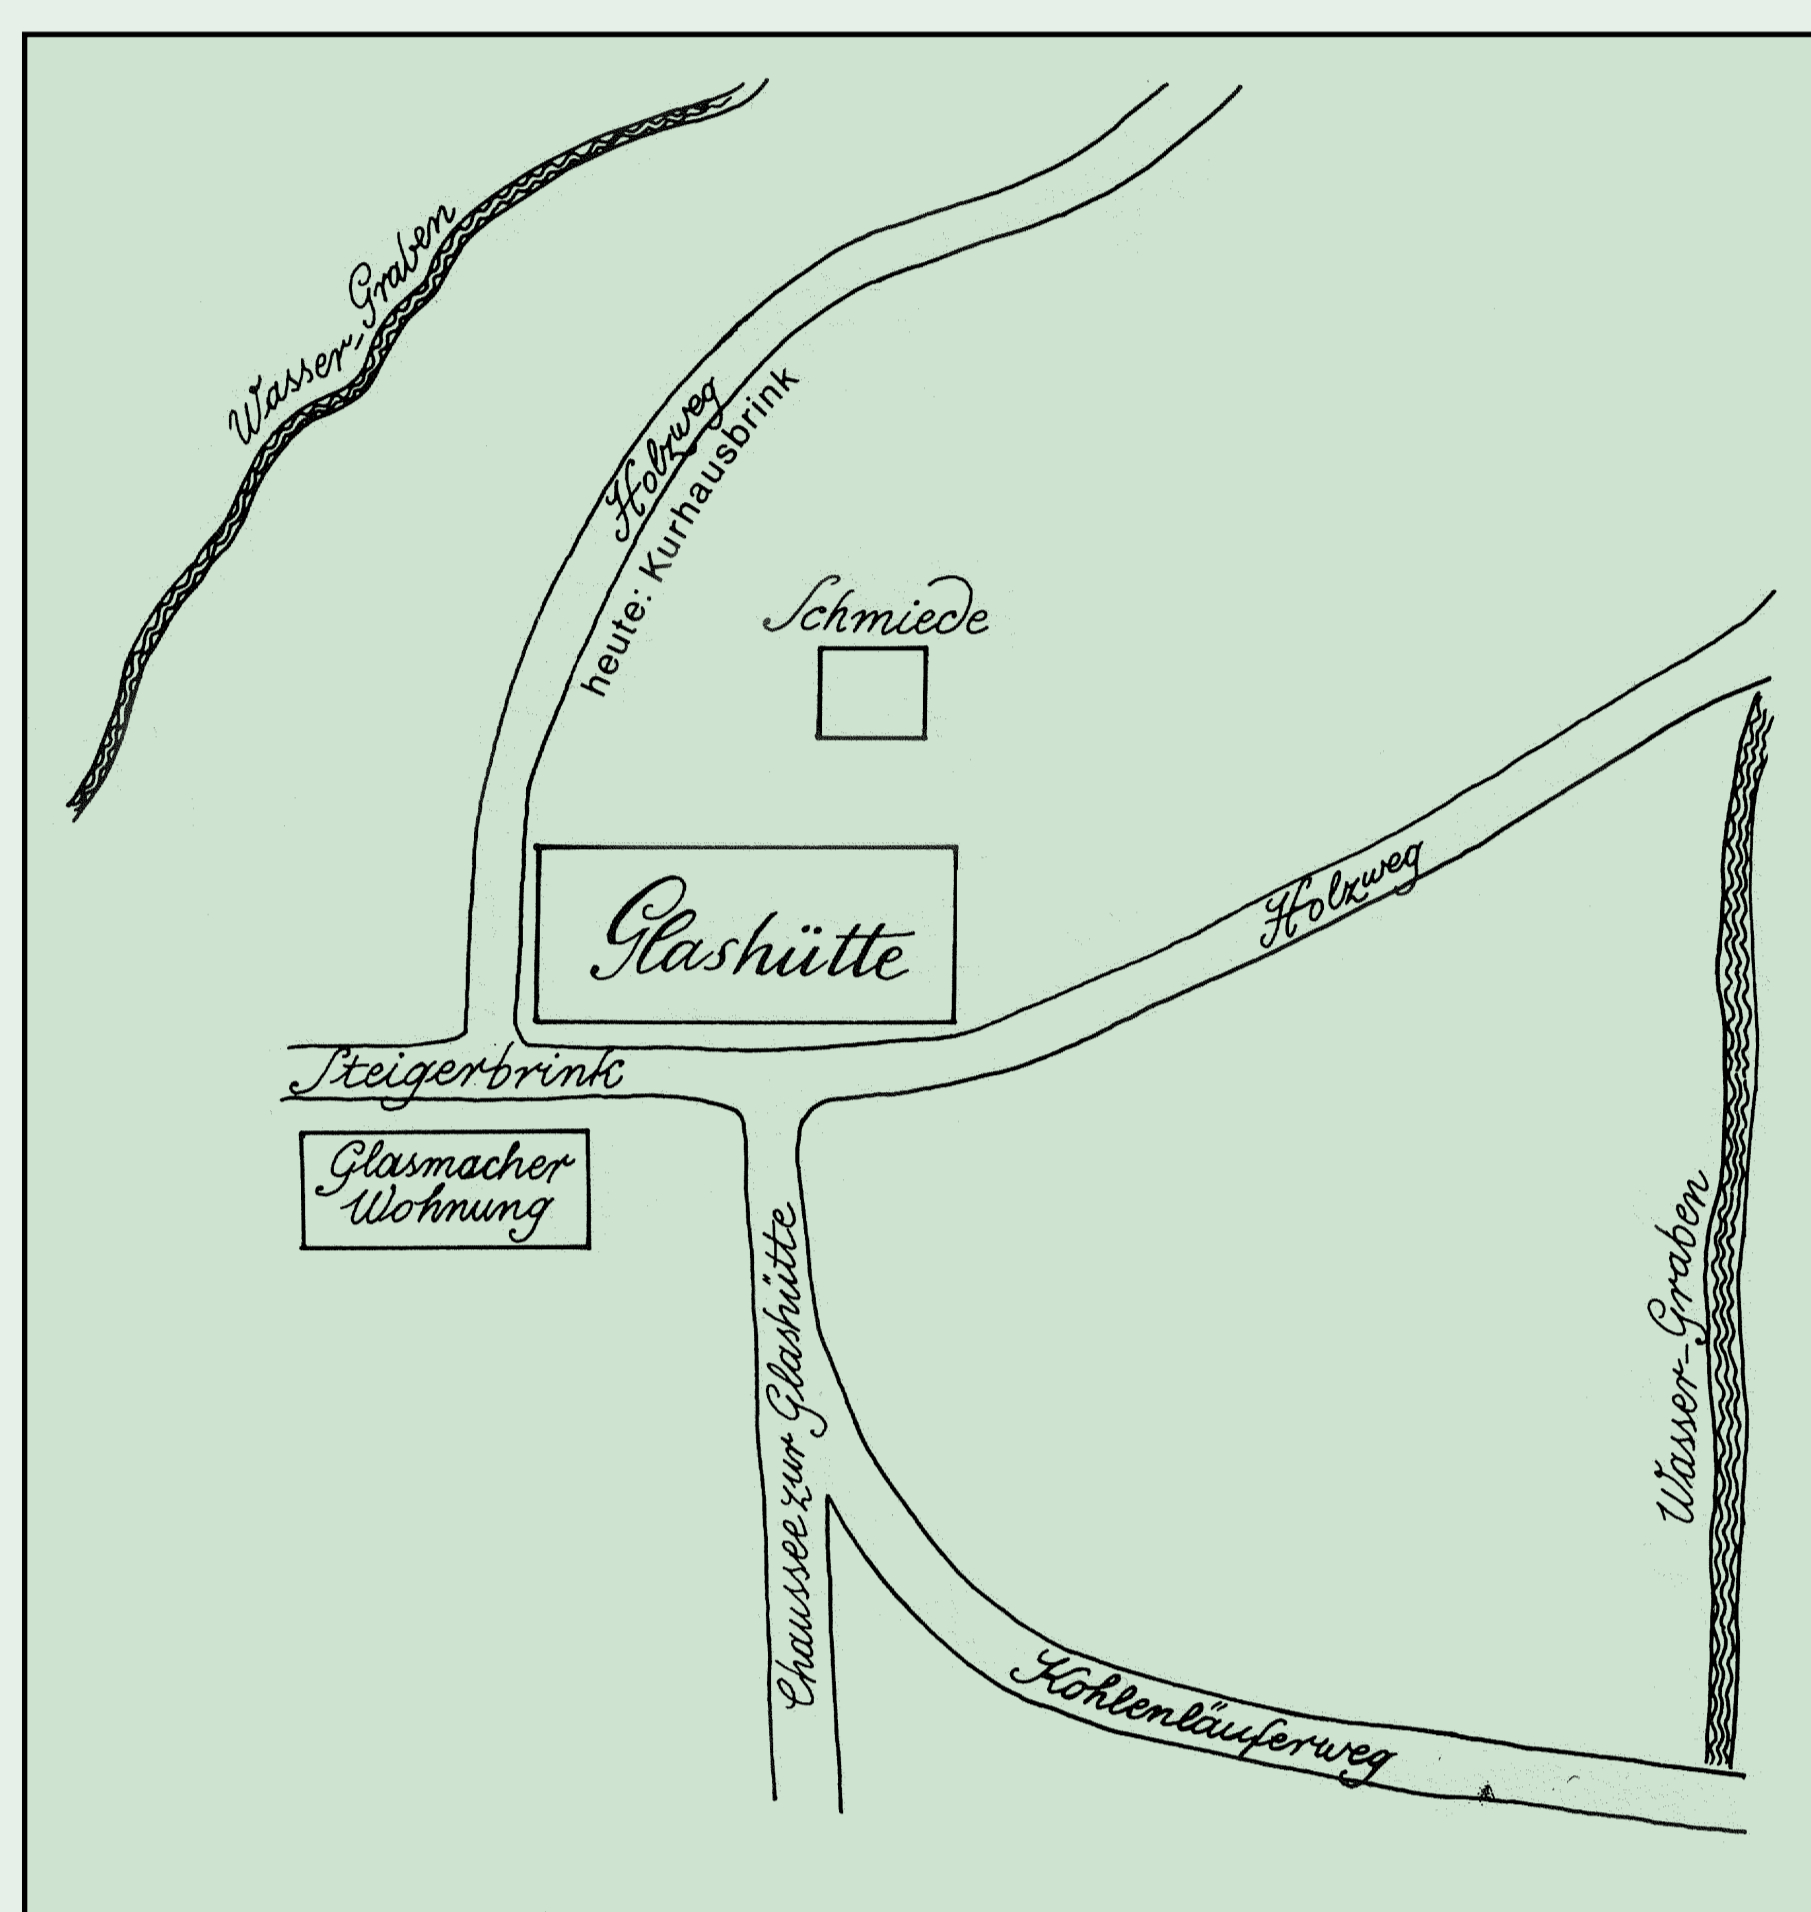 Wasser-Graben
Holzweg
heute: Kurhausbrink
Schmiede
Glashütte
Holzweg
Steigerbrink
Glasmacher
Wohnung
Chaussee zur Glashütte
Wasser-Graben
Kohlenläuferweg